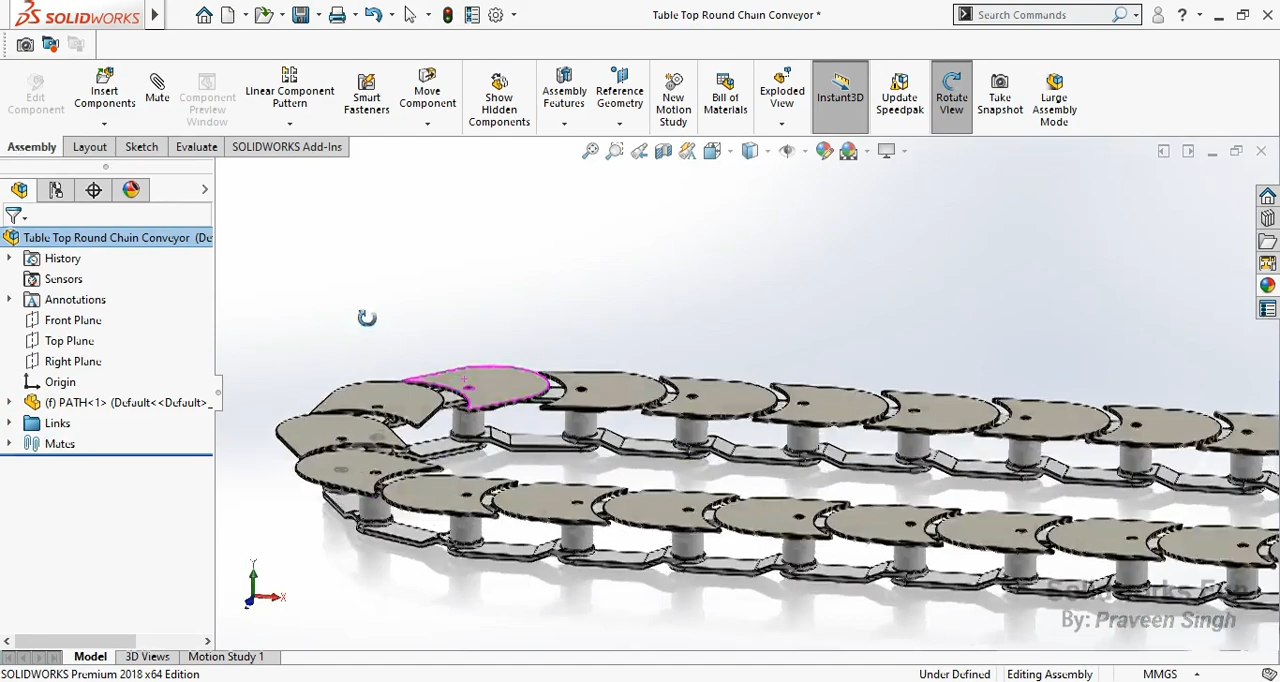 SOLIDWORKS
Table Top Round Chain Conveyor *
Search Commands
?
Edit Component
Insert Components
Mate
Component Preview Window
Linear Component Pattern
Smart Fasteners
Move Component
Show Hidden Components
Assembly Features
Reference Geometry
New Motion Study
Bill of Materials
Exploded View
Instant3D
Update Speedpak
Rotate View
Take Snapshot
Large Assembly Mode
Assembly
Layout
Sketch
Evaluate
SOLIDWORKS Add-Ins
Table Top Round Chain Conveyor (De
History
Sensors
Annotations
Front Plane
Top Plane
Right Plane
Origin
(f) PATH<1> (Default<<Default>_
Links
Mates
Y
X
By: Praveen Singh
Model
3D Views
Motion Study 1
SOLIDWORKS Premium 2018 x64 Edition
Under Defined
Editing Assembly
MMGS